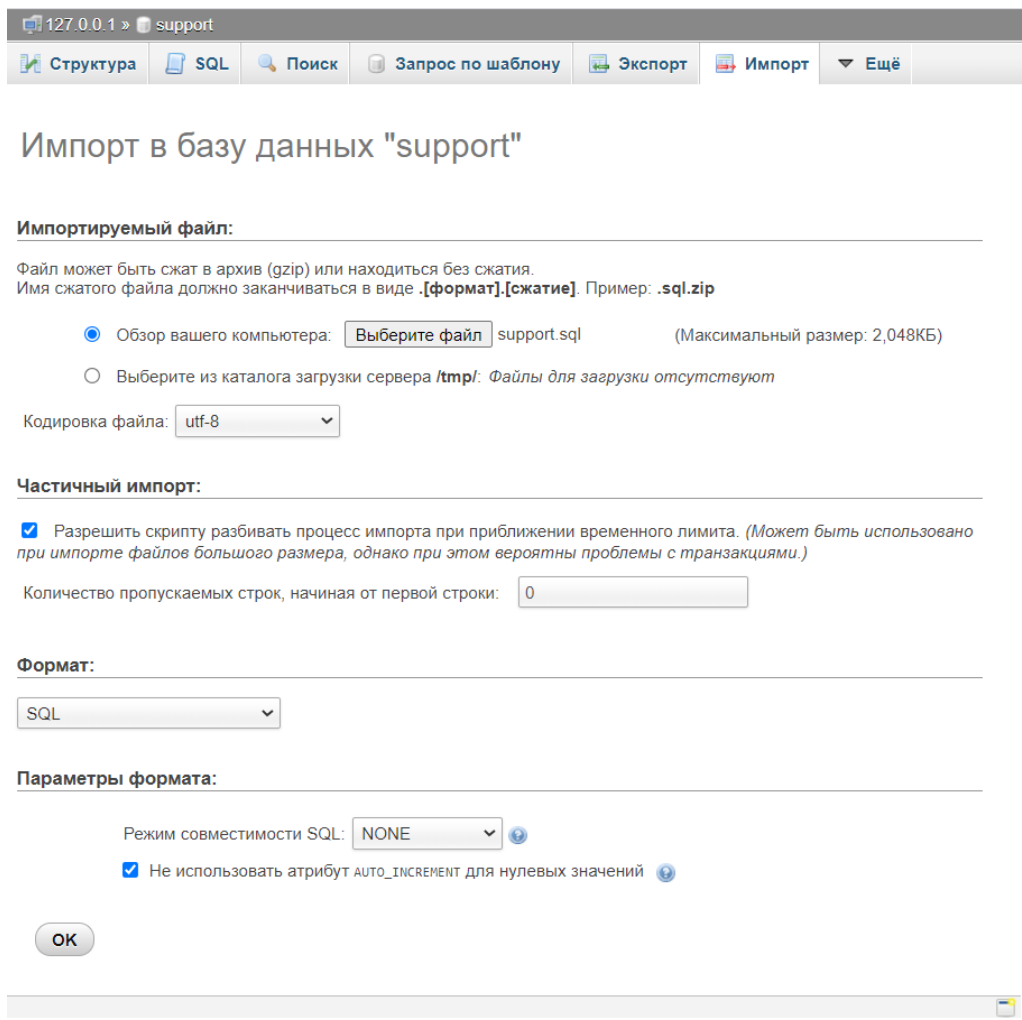 127.0.0.1 » support
Структура SQL Поиск Запрос по шаблону Экспорт Импорт Ещё
Импорт в базу данных "support"
Импортируемый файл:
Файл может быть сжат в архив (gzip) или находиться без сжатия.
Имя сжатого файла должно заканчиваться в виде .[формат].[сжатие]. Пример: .sql.zip
Обзор вашего компьютера: Выберите файл support.sql (Максимальный размер: 2,048КБ)
Выберите из каталога загрузки сервера /tmp/: Файлы для загрузки отсутствуют
Кодировка файла: utf-8
Частичный импорт:
Разрешить скрипту разбивать процесс импорта при приближении временного лимита. (Может быть использовано
при импорте файлов большого размера, однако при этом вероятны проблемы с транзакциями.)
Количество пропускаемых строк, начиная от первой строки: 0
Формат:
SQL
Параметры формата:
Режим совместимости SQL: NONE
Не использовать атрибут AUTO_INCREMENT для нулевых значений
OK